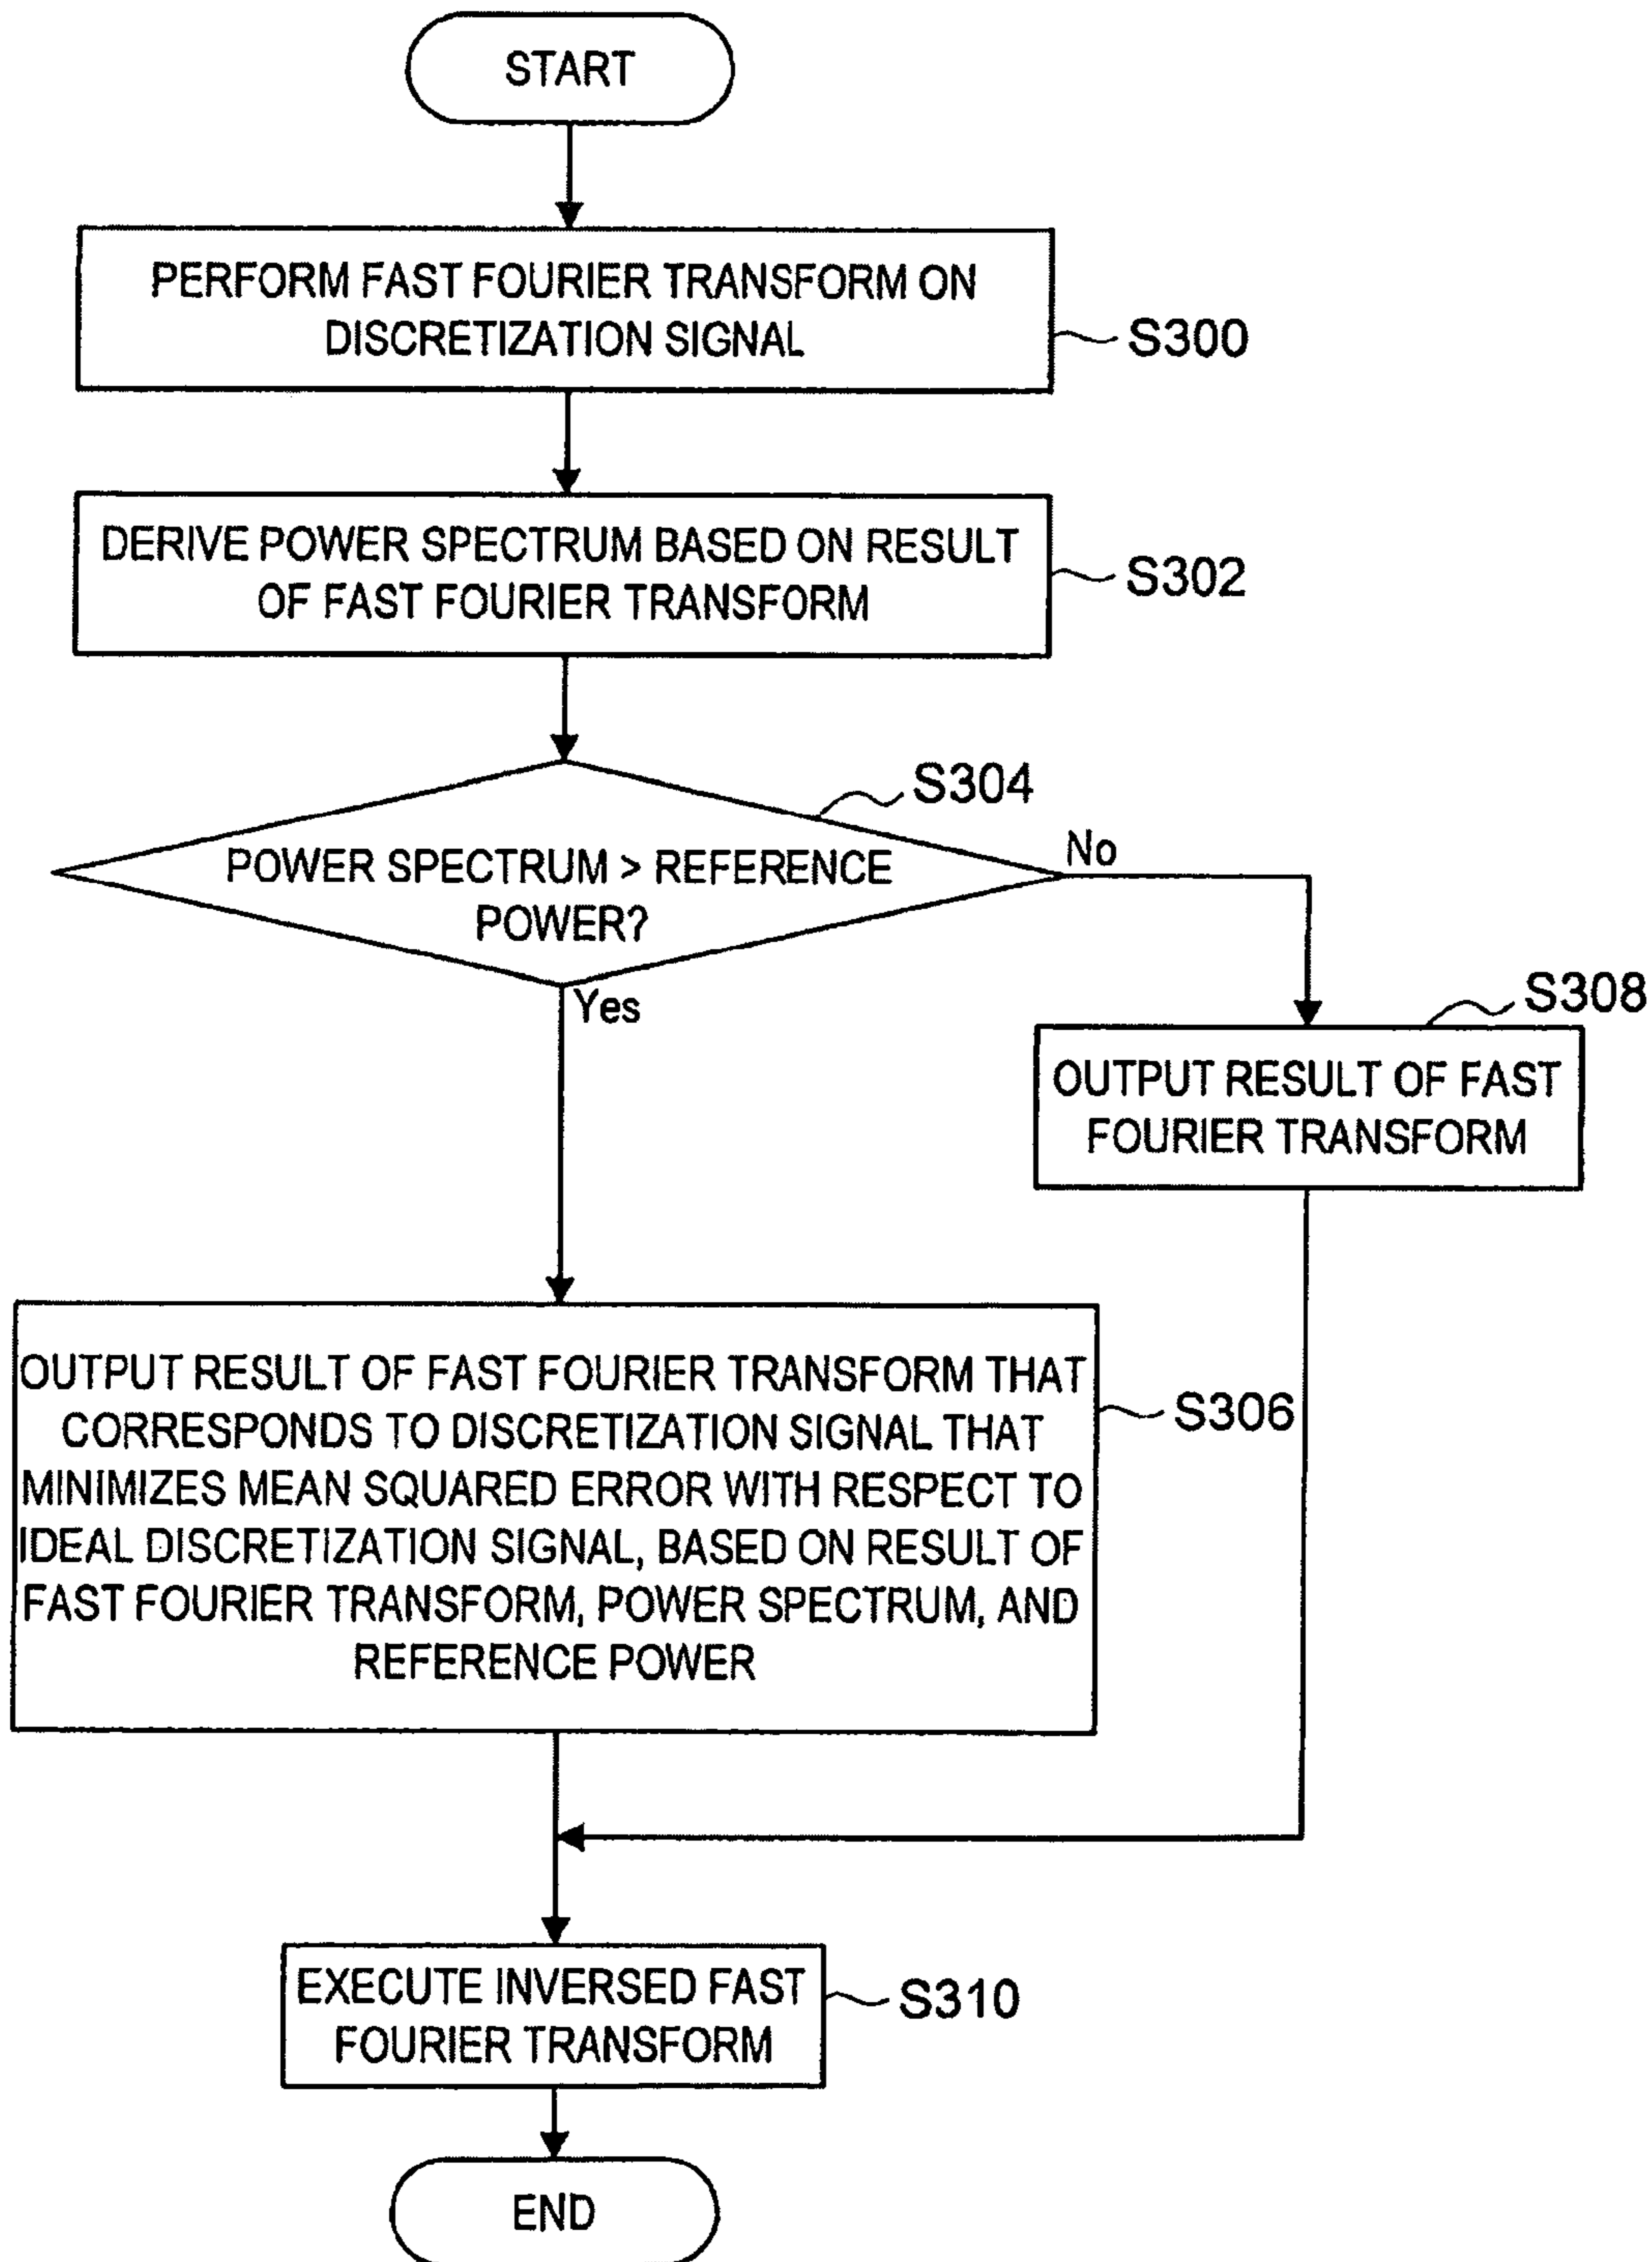 START
PERFORM FAST FOURIER TRANSFORM ON
DISCRETIZATION SIGNAL
S300
DERIVE POWER SPECTRUM BASED ON RESULT
OF FAST FOURIER TRANSFORM
S302
S304
POWER SPECTRUM > REFERENCE
POWER?
No
Yes
S308
OUTPUT RESULT OF FAST
FOURIER TRANSFORM
OUTPUT RESULT OF FAST FOURIER TRANSFORM THAT
CORRESPONDS TO DISCRETIZATION SIGNAL THAT
MINIMIZES MEAN SQUARED ERROR WITH RESPECT TO
IDEAL DISCRETIZATION SIGNAL, BASED ON RESULT OF
FAST FOURIER TRANSFORM, POWER SPECTRUM, AND
REFERENCE POWER
S306
EXECUTE INVERSED FAST
FOURIER TRANSFORM
S310
END